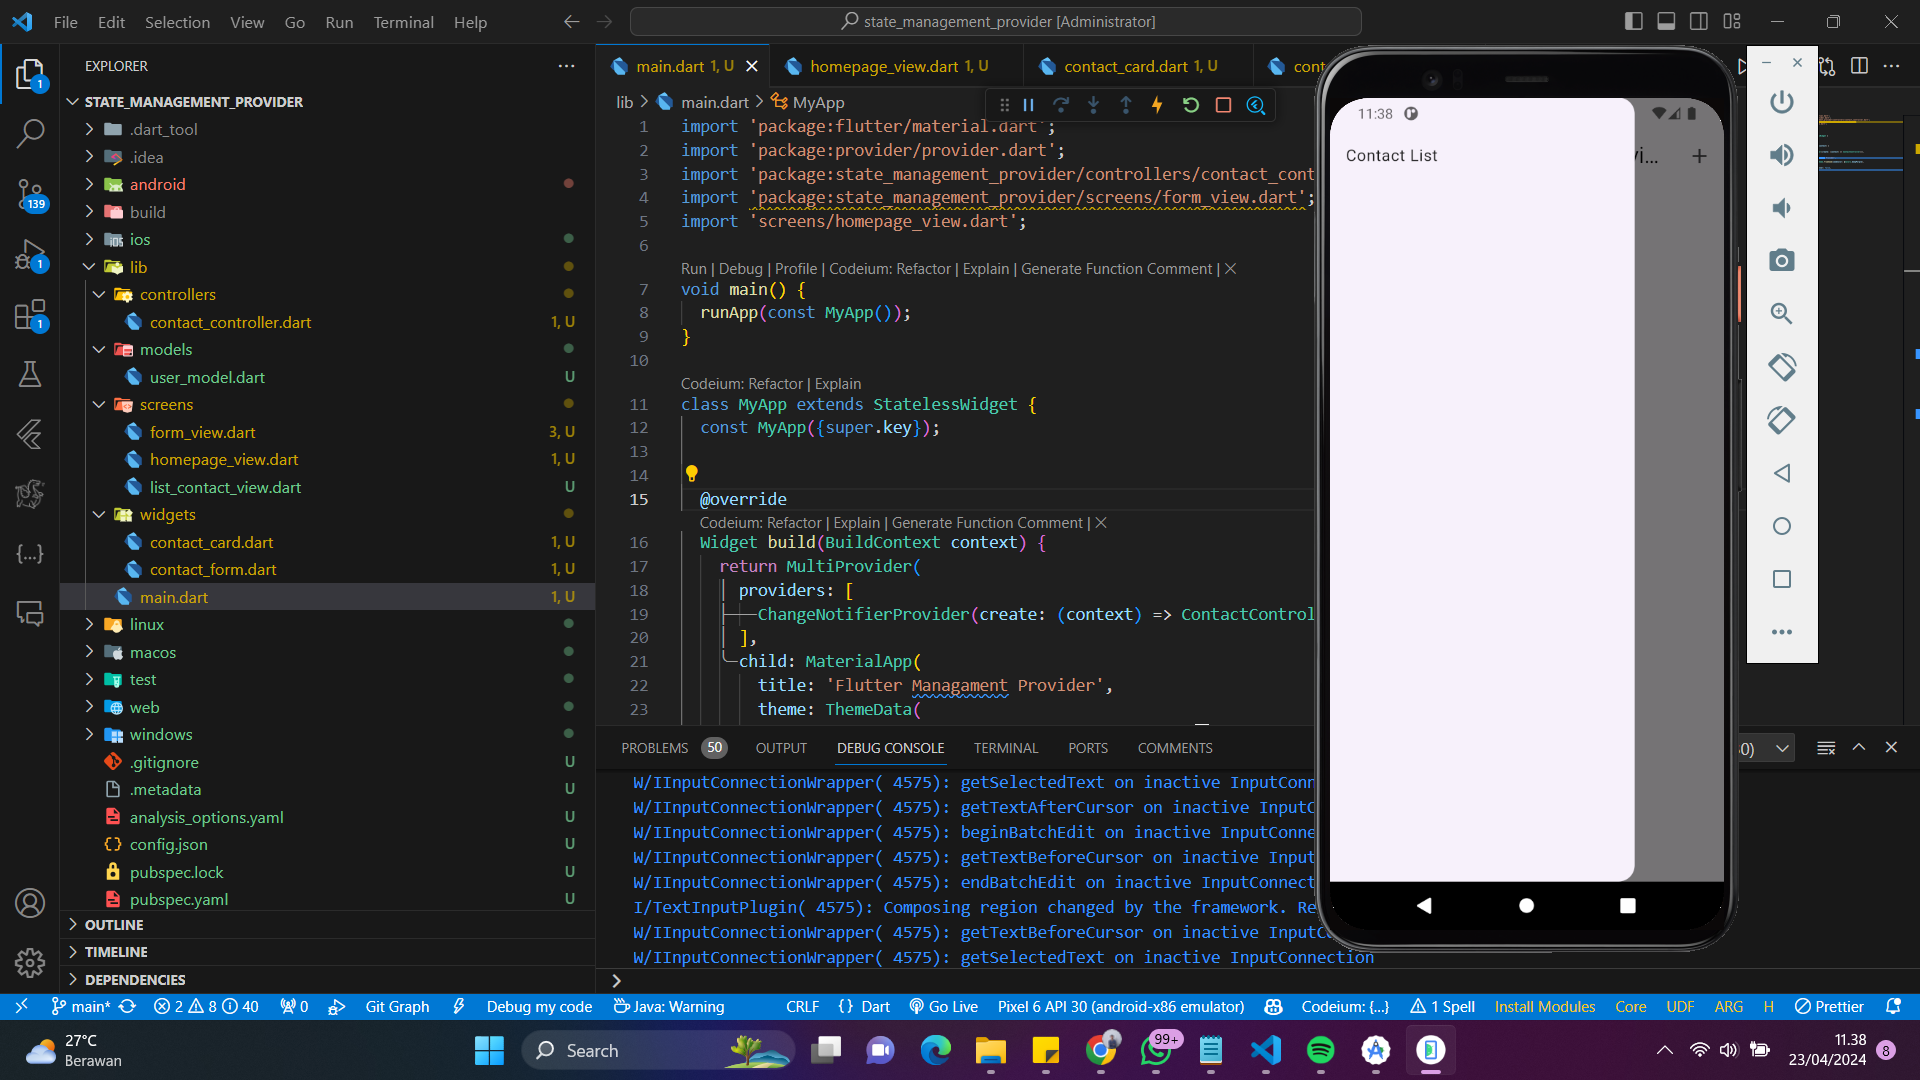 File Edit Selection View Go Run Terminal Help
state_management_provider [Administrator]
EXPLORER
STATE_MANAGEMENT_PROVIDER
.dart_tool
.idea
android
build
ios
lib
controllers
contact_controller.dart 1, U
models
user_model.dart U
screens
form_view.dart 3, U
homepage_view.dart 1, U
list_contact_view.dart U
widgets
contact_card.dart 1, U
contact_form.dart 1, U
main.dart 1, U
linux
macos
test
web
windows
.gitignore U
.metadata U
analysis_options.yaml U
config.json U
pubspec.lock U
pubspec.yaml U
OUTLINE
TIMELINE
DEPENDENCIES
1
139
1
1
main.dart 1, U
homepage_view.dart 1, U
contact_card.dart 1, U
cont
lib > main.dart > MyApp
1 import 'package:flutter/material.dart';
2 import 'package:provider/provider.dart';
3 import 'package:state_management_provider/controllers/contact_cont
4 import 'package:state_management_provider/screens/form_view.dart';
5 import 'screens/homepage_view.dart';
6
Run | Debug | Profile | Codeium: Refactor | Explain | Generate Function Comment | ×
7 void main() {
8 runApp(const MyApp());
9 }
10
Codeium: Refactor | Explain
11 class MyApp extends StatelessWidget {
12 const MyApp({super.key});
13
14
15 @override
Codeium: Refactor | Explain | Generate Function Comment | ×
16 Widget build(BuildContext context) {
17 return MultiProvider(
18 providers: [
19 ChangeNotifierProvider(create: (context) => ContactControl
20 ],
21 child: MaterialApp(
22 title: 'Flutter Managament Provider',
23 theme: ThemeData(
PROBLEMS 50 OUTPUT DEBUG CONSOLE TERMINAL PORTS COMMENTS
W/IInputConnectionWrapper( 4575): getSelectedText on inactive InputConn
W/IInputConnectionWrapper( 4575): getTextAfterCursor on inactive InputC
W/IInputConnectionWrapper( 4575): beginBatchEdit on inactive InputConne
W/IInputConnectionWrapper( 4575): getTextBeforeCursor on inactive Input
W/IInputConnectionWrapper( 4575): endBatchEdit on inactive InputConnect
I/TextInputPlugin( 4575): Composing region changed by the framework. Re
W/IInputConnectionWrapper( 4575): getTextBeforeCursor on inactive InputCo
W/IInputConnectionWrapper( 4575): getSelectedText on inactive InputConnection
11:38
Contact List
vi...
main* 2 8 40 0 Git Graph Debug my code Java: Warning CRLF {} Dart Go Live Pixel 6 API 30 (android-x86 emulator) Codeium: {...} 1 Spell Install Modules Core UDF ARG H Prettier
27°C
Berawan
Search
99+
11.38
23/04/2024
8